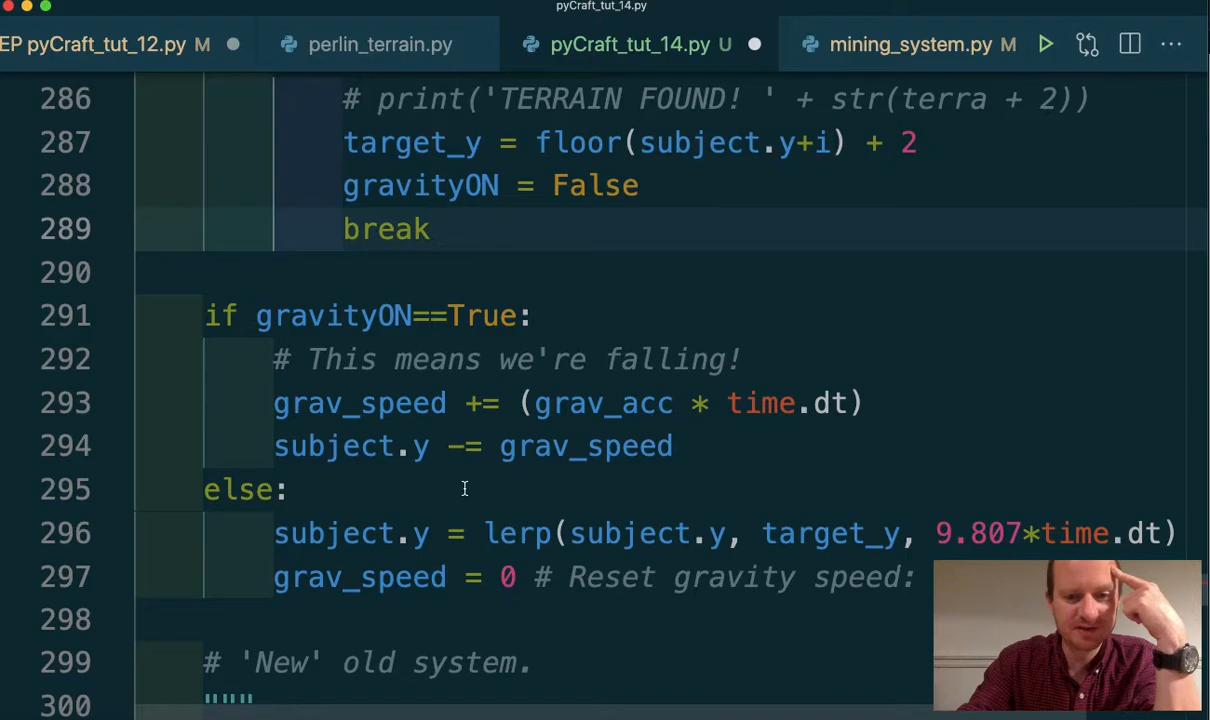 pyCraft_tut_14.py
EP pyCraft_tut_12.py M
perlin_terrain.py
pyCraft_tut_14.py U
mining_system.py M
286 # print('TERRAIN FOUND! ' + str(terra + 2))
287 target_y = floor(subject.y+i) + 2
288 gravityON = False
289 break
290
291 if gravityON==True:
292 # This means we're falling!
293 grav_speed += (grav_acc * time.dt)
294 subject.y -= grav_speed
295 else:
296 subject.y = lerp(subject.y, target_y, 9.807*time.dt)
297 grav_speed = 0 # Reset gravity speed:
298
299 # 'New' old system.
300 """